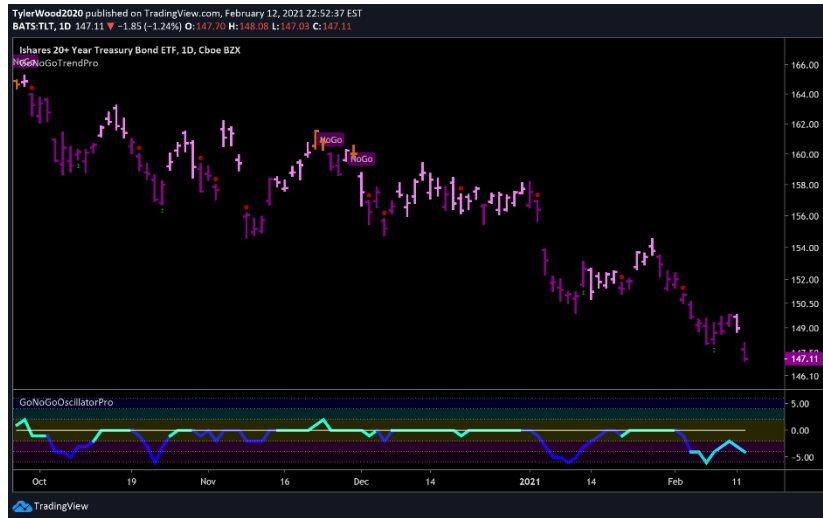 TylerWood2020 published on TradingView.com, February 12, 2021 22:52:37 EST
BATS:TLT, 1D 147.11 ▼ −1.85 (−1.24%) O:147.70 H:148.08 L:147.03 C:147.11
Ishares 20+ Year Treasury Bond ETF, 1D, Cboe BZX
NoGo
GoNoGoTrendPro
166.00
164.00
162.00
NoGo
160.00
NoGo
158.00
156.00
154.00
152.00
150.50
149.00
147.11
146.10
GoNoGoOscillatorPro
5.00
0.00
−5.00
Oct 19 Nov 16 Dec 14 2021 14 Feb 11
TradingView